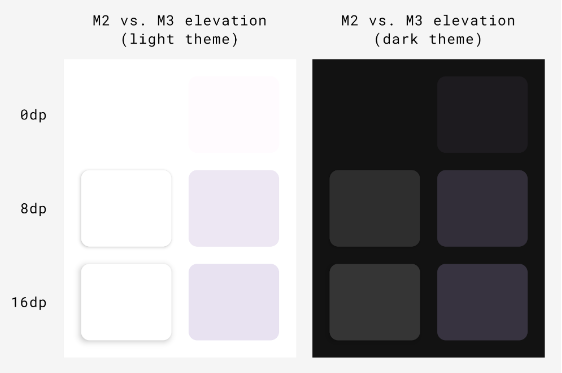 M2 vs. M3 elevation
(light theme)
M2 vs. M3 elevation
(dark theme)
0dp
8dp
16dp